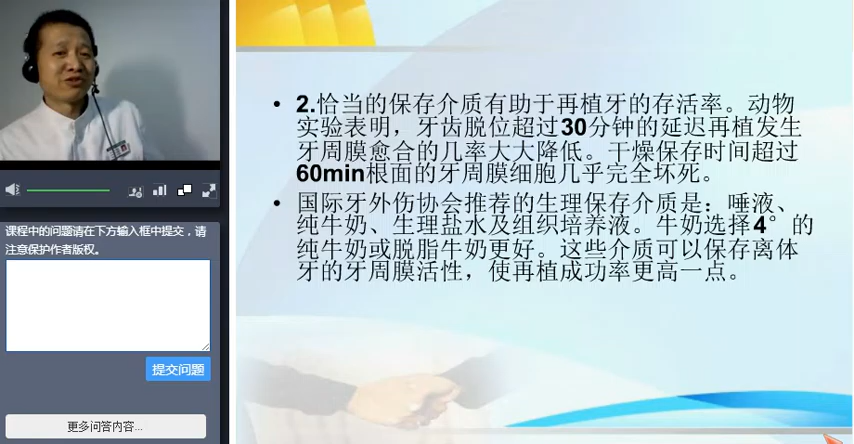 • 2.恰当的保存介质有助于再植牙的存活率。动物
实验表明，牙齿脱位超过30分钟的延迟再植发生
牙周膜愈合的几率大大降低。干燥保存时间超过
60min根面的牙周膜细胞几乎完全坏死。
• 国际牙外伤协会推荐的生理保存介质是：唾液、
纯牛奶、生理盐水及组织培养液。牛奶选择4°的
纯牛奶或脱脂牛奶更好。这些介质可以保存离体
牙的牙周膜活性，使再植成功率更高一点。
课程中的问题请在下方输入框中提交，请
注意保护作者版权。
提交问题
更多问答内容...